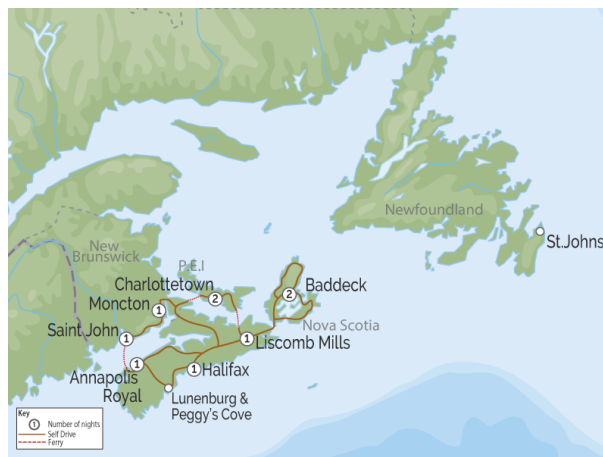 Newfoundland
St.Johns
New
Brunswick
P.E.I
Charlottetown
2
Baddeck
2
Moncton
1
Nova Scotia
Saint John
1
1
Liscomb Mills
Annapolis
Royal
1
1
Halifax
Lunenburg &
Peggy's Cove
Key
1 Number of nights
Self Drive
Ferry